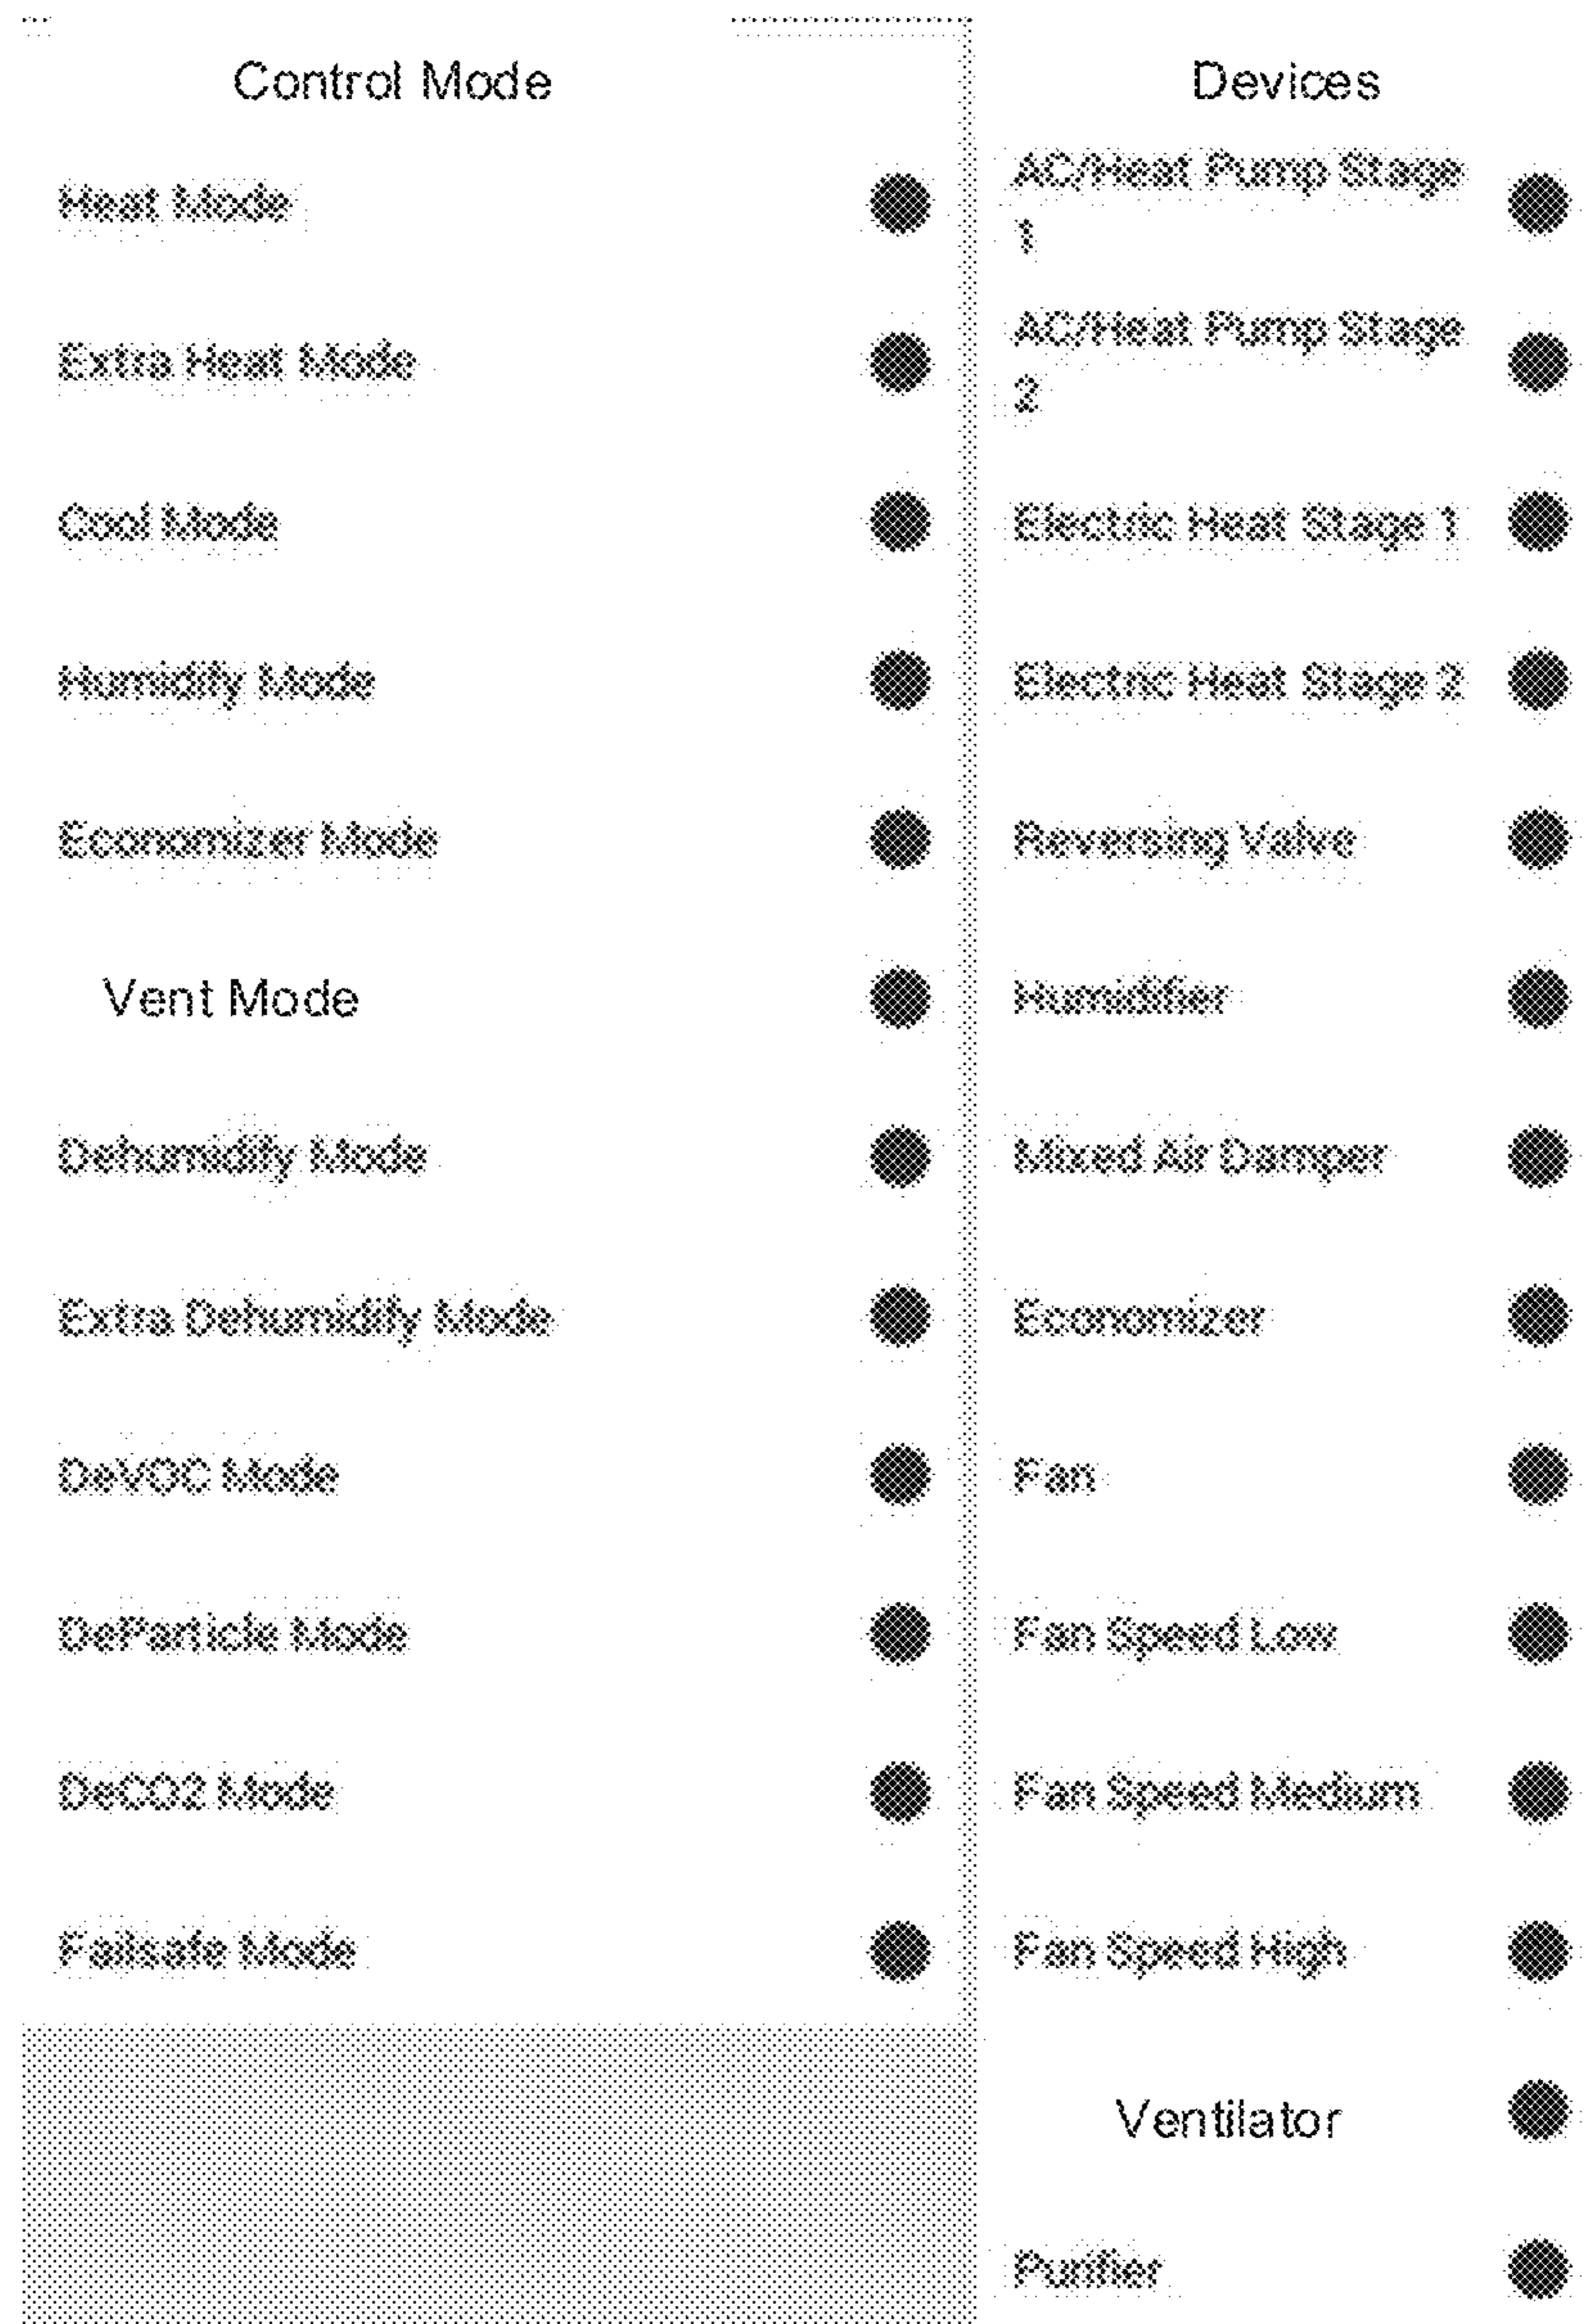 Control Mode
Heat Mode
Extra Heat Mode
Cool Mode
Humidify Mode
Economizer Mode
Vent Mode
Dehumidify Mode
Extra Dehumidify Mode
DeVOC Mode
DeParticle Mode
DeCO2 Mode
Failsafe Mode
Devices
AC/Heat Pump Stage
1
AC/Heat Pump Stage
2
Electric Heat Stage 1
Electric Heat Stage 2
Reversing Valve
Humidifier
Mixed Air Damper
Economizer
Fan
Fan Speed Low
Fan Speed Medium
Fan Speed High
Ventilator
Purifier